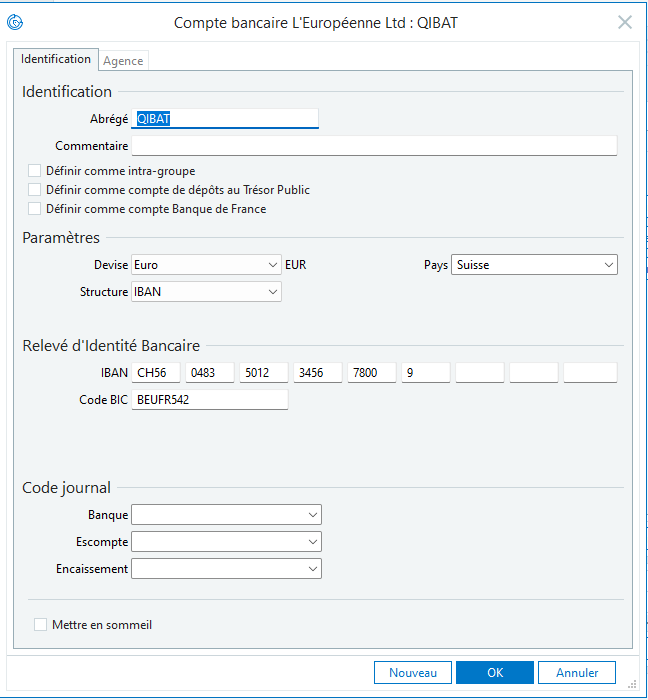 Compte bancaire L'Européenne Ltd : QIBAT
Identification Agence
Identification
Abrégé QIBAT
Commentaire
Définir comme intra-groupe
Définir comme compte de dépôts au Trésor Public
Définir comme compte Banque de France
Paramètres
Devise Euro EUR Pays Suisse
Structure IBAN
Relevé d'Identité Bancaire
IBAN CH56 0483 5012 3456 7800 9
Code BIC BEUFR542
Code journal
Banque
Escompte
Encaissement
Mettre en sommeil
Nouveau OK Annuler